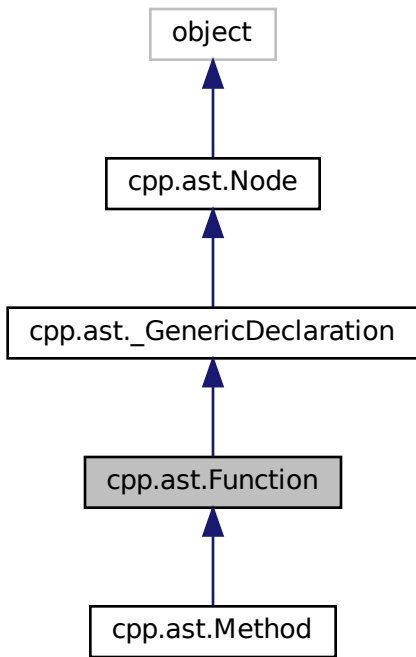 object
cpp.ast.Node
cpp.ast._GenericDeclaration
cpp.ast.Function
cpp.ast.Method